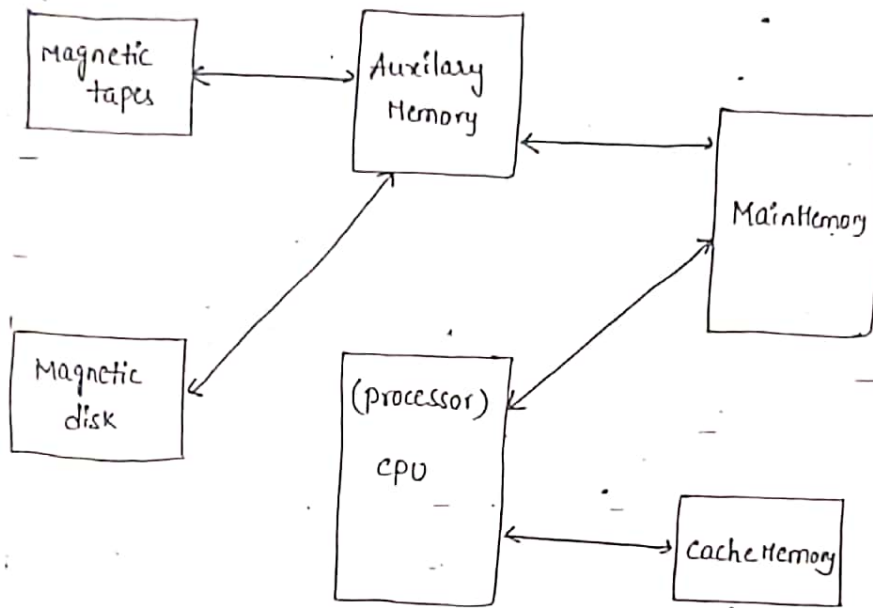 Magnetic
tapes
Auxilary
Memory
MainMemory
Magnetic
disk
(processor)
CPU
CacheMemory